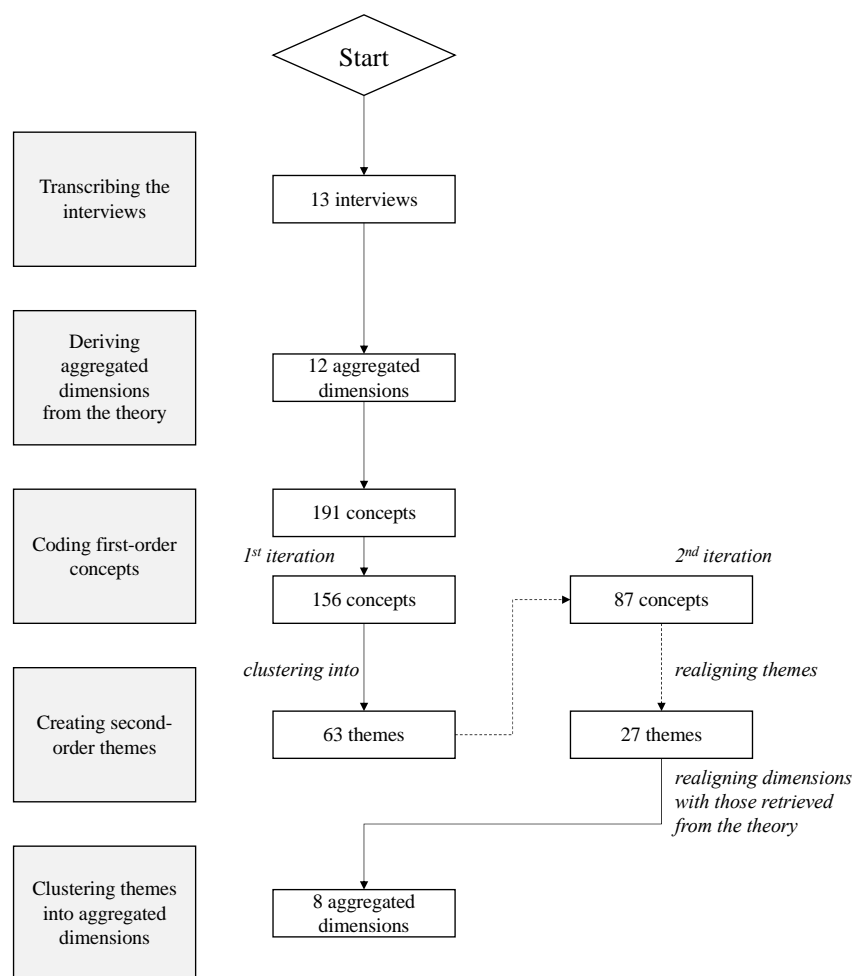 Start
Transcribing the
interviews
13 interviews
Deriving
aggregated
dimensions
from the theory
12 aggregated
dimensions
Coding first-order
concepts
191 concepts
1st iteration
156 concepts
2nd iteration
87 concepts
clustering into
realigning themes
Creating second-
order themes
63 themes
27 themes
realigning dimensions
with those retrieved
from the theory
Clustering themes
into aggregated
dimensions
8 aggregated
dimensions